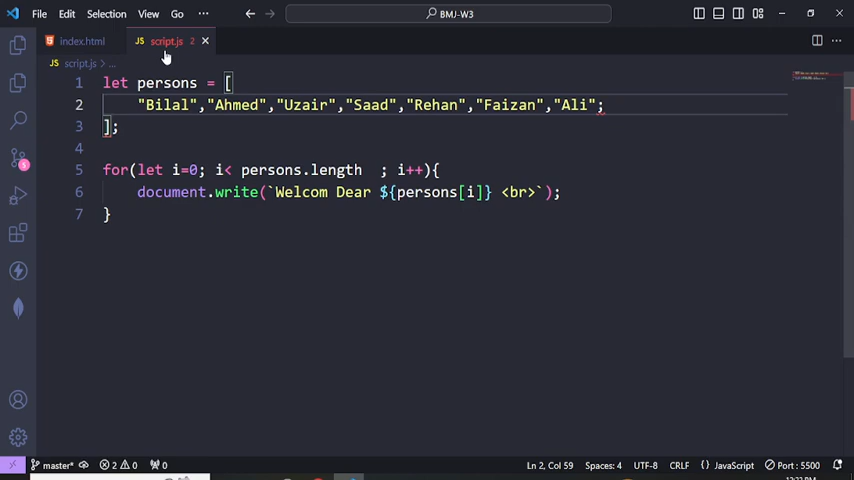 File Edit Selection View Go ··· BMJ-W3
index.html JS script.js 2
JS script.js > ...
1 let persons = [
2 "Bilal","Ahmed","Uzair","Saad","Rehan","Faizan","Ali";
3 ];
4
5 for(let i=0; i< persons.length ; i++){
6 document.write(`Welcom Dear ${persons[i]} <br>`);
7 }
5
master* 2 0 0 Ln 2, Col 59 Spaces: 4 UTF-8 CRLF {} JavaScript Port : 5500